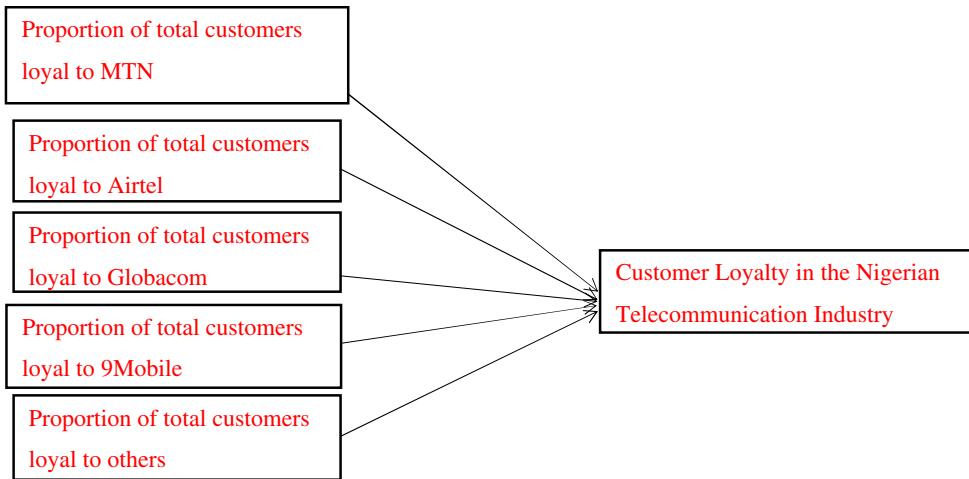 Proportion of total customers
loyal to MTN
Proportion of total customers
loyal to Airtel
Proportion of total customers
loyal to Globacom
Proportion of total customers
loyal to 9Mobile
Proportion of total customers
loyal to others
Customer Loyalty in the Nigerian
Telecommunication Industry